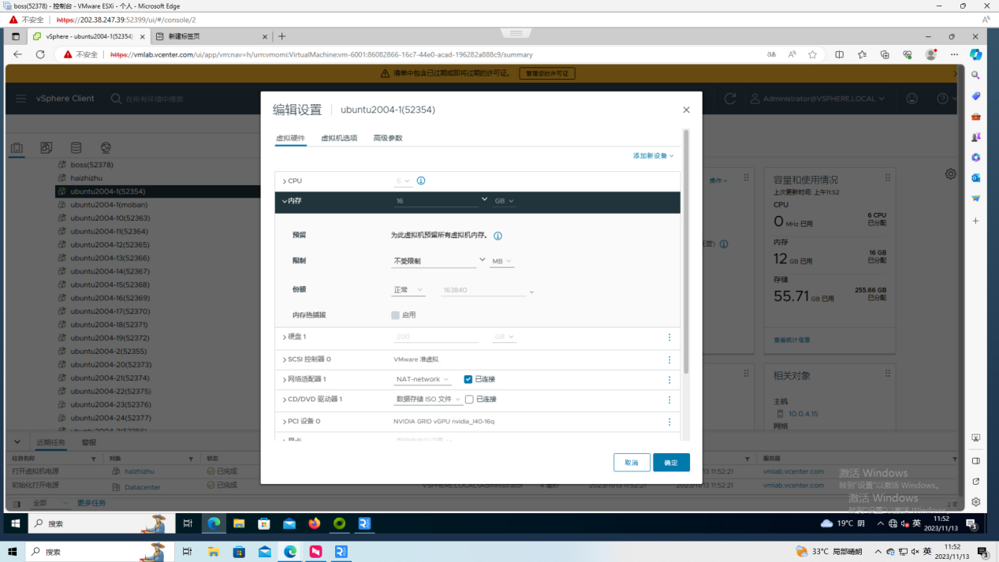 boss(52378) - 控制台 - VMware ESXi - 个人 - Microsoft Edge
不安全 https://202.38.247.39:52399/ui/#/console/2
vSphere - ubuntu2004-1(52354) 新建标签页
不安全 https://vmlab.vcenter.com/ui/app/vm;nav=h/urn:vmomi:VirtualMachine:vm-6001:86082866-16c7-44e0-acad-196282a888c9/summary
清单中包含已过期或即将过期的许可证。 管理您的许可证
vSphere Client 在所有环境中搜索 Administrator@VSPHERE.LOCAL
编辑设置 ubuntu2004-1(52354)
虚拟硬件 虚拟机选项 高级参数
添加新设备
CPU 6
内存 16 GB
预留 为此虚拟机预留所有虚拟机内存。
限制 不受限制 MB
份额 正常 163840
内存热插拔 启用
硬盘 1 200 GB
SCSI 控制器 0 VMware 准虚拟
网络适配器 1 NAT-network 已连接
CD/DVD 驱动器 1 数据存储 ISO 文件 已连接
PCI 设备 0 NVIDIA GRID vGPU nvidia_l40-16q
取消 确定
boss(52378)
haizhizhu
ubuntu2004-1(52354)
ubuntu2004-1(moban)
ubuntu2004-10(52363)
ubuntu2004-11(52364)
ubuntu2004-12(52365)
ubuntu2004-13(52366)
ubuntu2004-14(52367)
ubuntu2004-15(52368)
ubuntu2004-16(52369)
ubuntu2004-17(52370)
ubuntu2004-18(52371)
ubuntu2004-19(52372)
ubuntu2004-2(52355)
ubuntu2004-20(52373)
ubuntu2004-21(52374)
ubuntu2004-22(52375)
ubuntu2004-23(52376)
ubuntu2004-24(52377)
操作
容量和使用情况
上次更新时间: 上午11:52
CPU
0 MHz 已用 6 CPU 已分配
内存
12 GB 已用 16 GB 已分配
存储
55.71 GB 已用 255.66 GB 已分配
查看统计信息
相关对象
主机
10.0.4.15
网络
近期任务 警报
任务名称 对象 状态 服务器
打开虚拟机电源 haizhizhu 已完成 11:52:21 vmlab.vcenter.com
初始化打开电源 Datacenter 已完成 VSPHERE.LOCAL\Administrator 4 毫秒 2023/11/13 11:52:21 2023/11/13 11:52:21 vmlab.vcenter.com
全部 更多任务
激活 Windows
转到"设置"以激活 Windows。
激活 Windows
转到"设置"以激活 Windows。
搜索 19°C 阴 英 11:52
2023/11/13 3
搜索 33°C 局部晴朗 英 11:52
2023/11/13 3